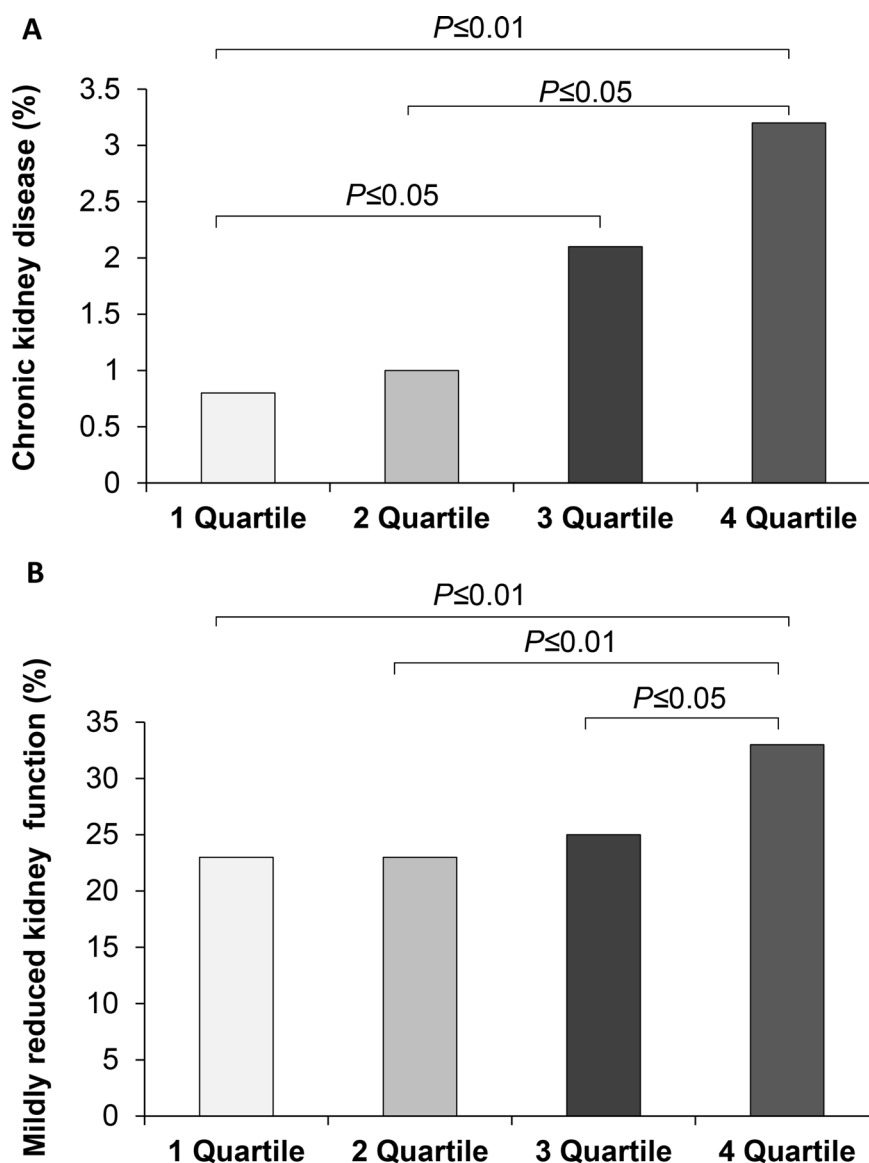 A
P≤0.01
P≤0.05
P≤0.05
Chronic kidney disease (%)
3.5
3
2.5
2
1.5
1
0.5
0
1 Quartile 2 Quartile 3 Quartile 4 Quartile
B
P≤0.01
P≤0.01
P≤0.05
Mildly reduced kidney function (%)
35
30
25
20
15
10
5
0
1 Quartile 2 Quartile 3 Quartile 4 Quartile